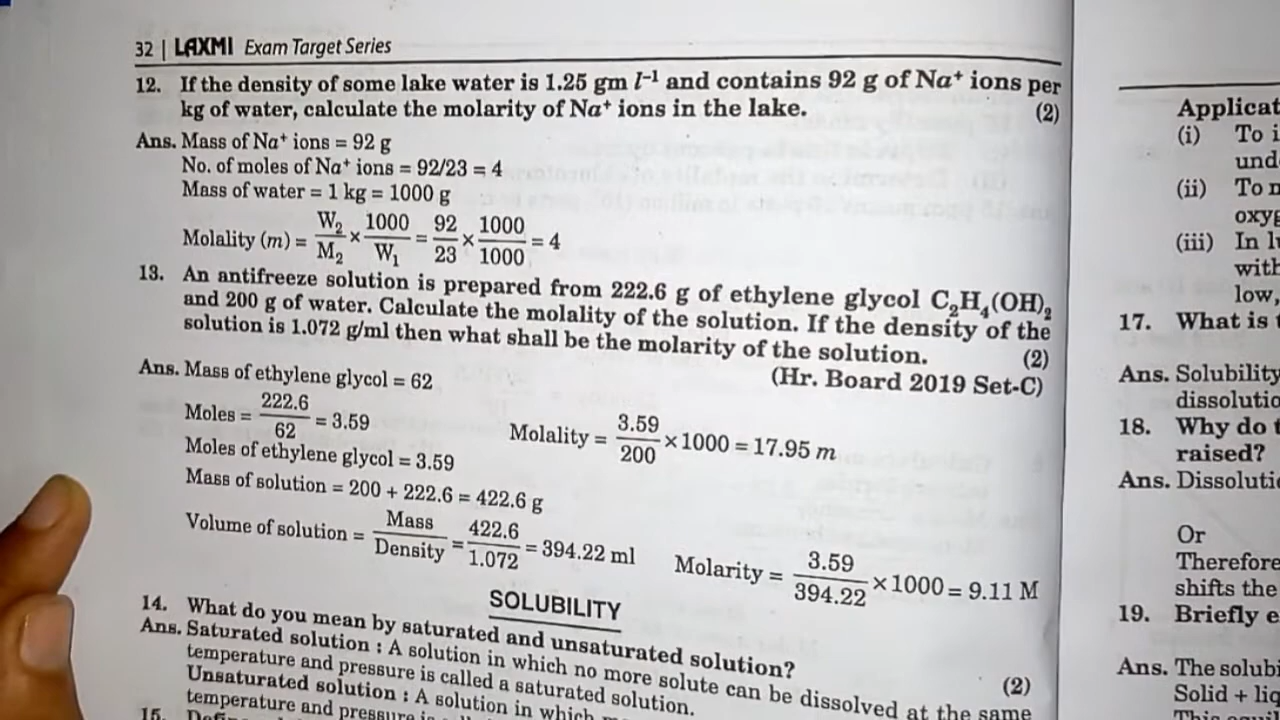 32 | LAXMI Exam Target Series
12. If the density of some lake water is 1.25 gm l⁻¹ and contains 92 g of Na⁺ ions per
kg of water, calculate the molarity of Na⁺ ions in the lake. (2)
Ans. Mass of Na⁺ ions = 92 g
No. of moles of Na⁺ ions = 92/23 = 4
Mass of water = 1 kg = 1000 g
Molality (m) = W₂/M₂ × 1000/W₁ = 92/23 × 1000/1000 = 4
13. An antifreeze solution is prepared from 222.6 g of ethylene glycol C₂H₄(OH)₂
and 200 g of water. Calculate the molality of the solution. If the density of the
solution is 1.072 g/ml then what shall be the molarity of the solution. (2)
(Hr. Board 2019 Set-C)
Ans. Mass of ethylene glycol = 62
Moles = 222.6/62 = 3.59 Molality = 3.59/200 × 1000 = 17.95 m
Moles of ethylene glycol = 3.59
Mass of solution = 200 + 222.6 = 422.6 g
Volume of solution = Mass/Density = 422.6/1.072 = 394.22 ml Molarity = 3.59/394.22 × 1000 = 9.11 M
SOLUBILITY
14. What do you mean by saturated and unsaturated solution? (2)
Ans. Saturated solution : A solution in which no more solute can be dissolved at the same
temperature and pressure is called a saturated solution.
Unsaturated solution : A solution in which
temperature and pressure
15.
Applicat
(i) To i
und
(ii) To
oxyg
(iii) In l
with
low,
17. What is
Ans. Solubility
dissolutio
18. Why do t
raised?
Ans. Dissolutio
Or
Therefore
shifts the
19. Briefly e
Ans. The solubi
Solid + liq